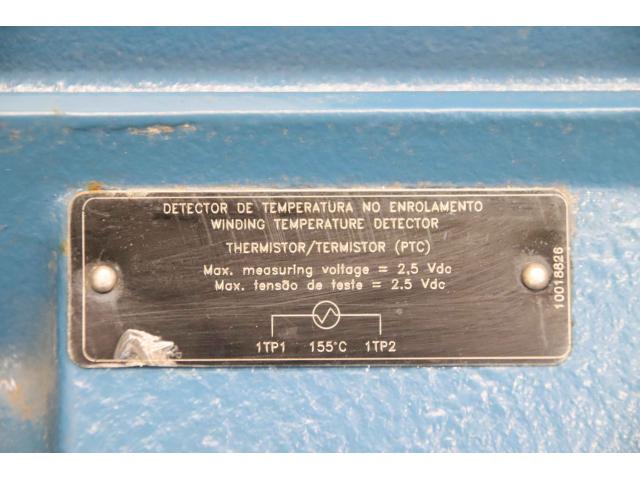 DETECTOR DE TEMPERATURA NO ENROLAMENTO
WINDING TEMPERATURE DETECTOR
THERMISTOR/TERMISTOR (PTC)
Max. measuring voltage = 2,5 Vdc
Max. tensão de teste = 2.5 Vdc
1TP1 155°C 1TP2
10018826